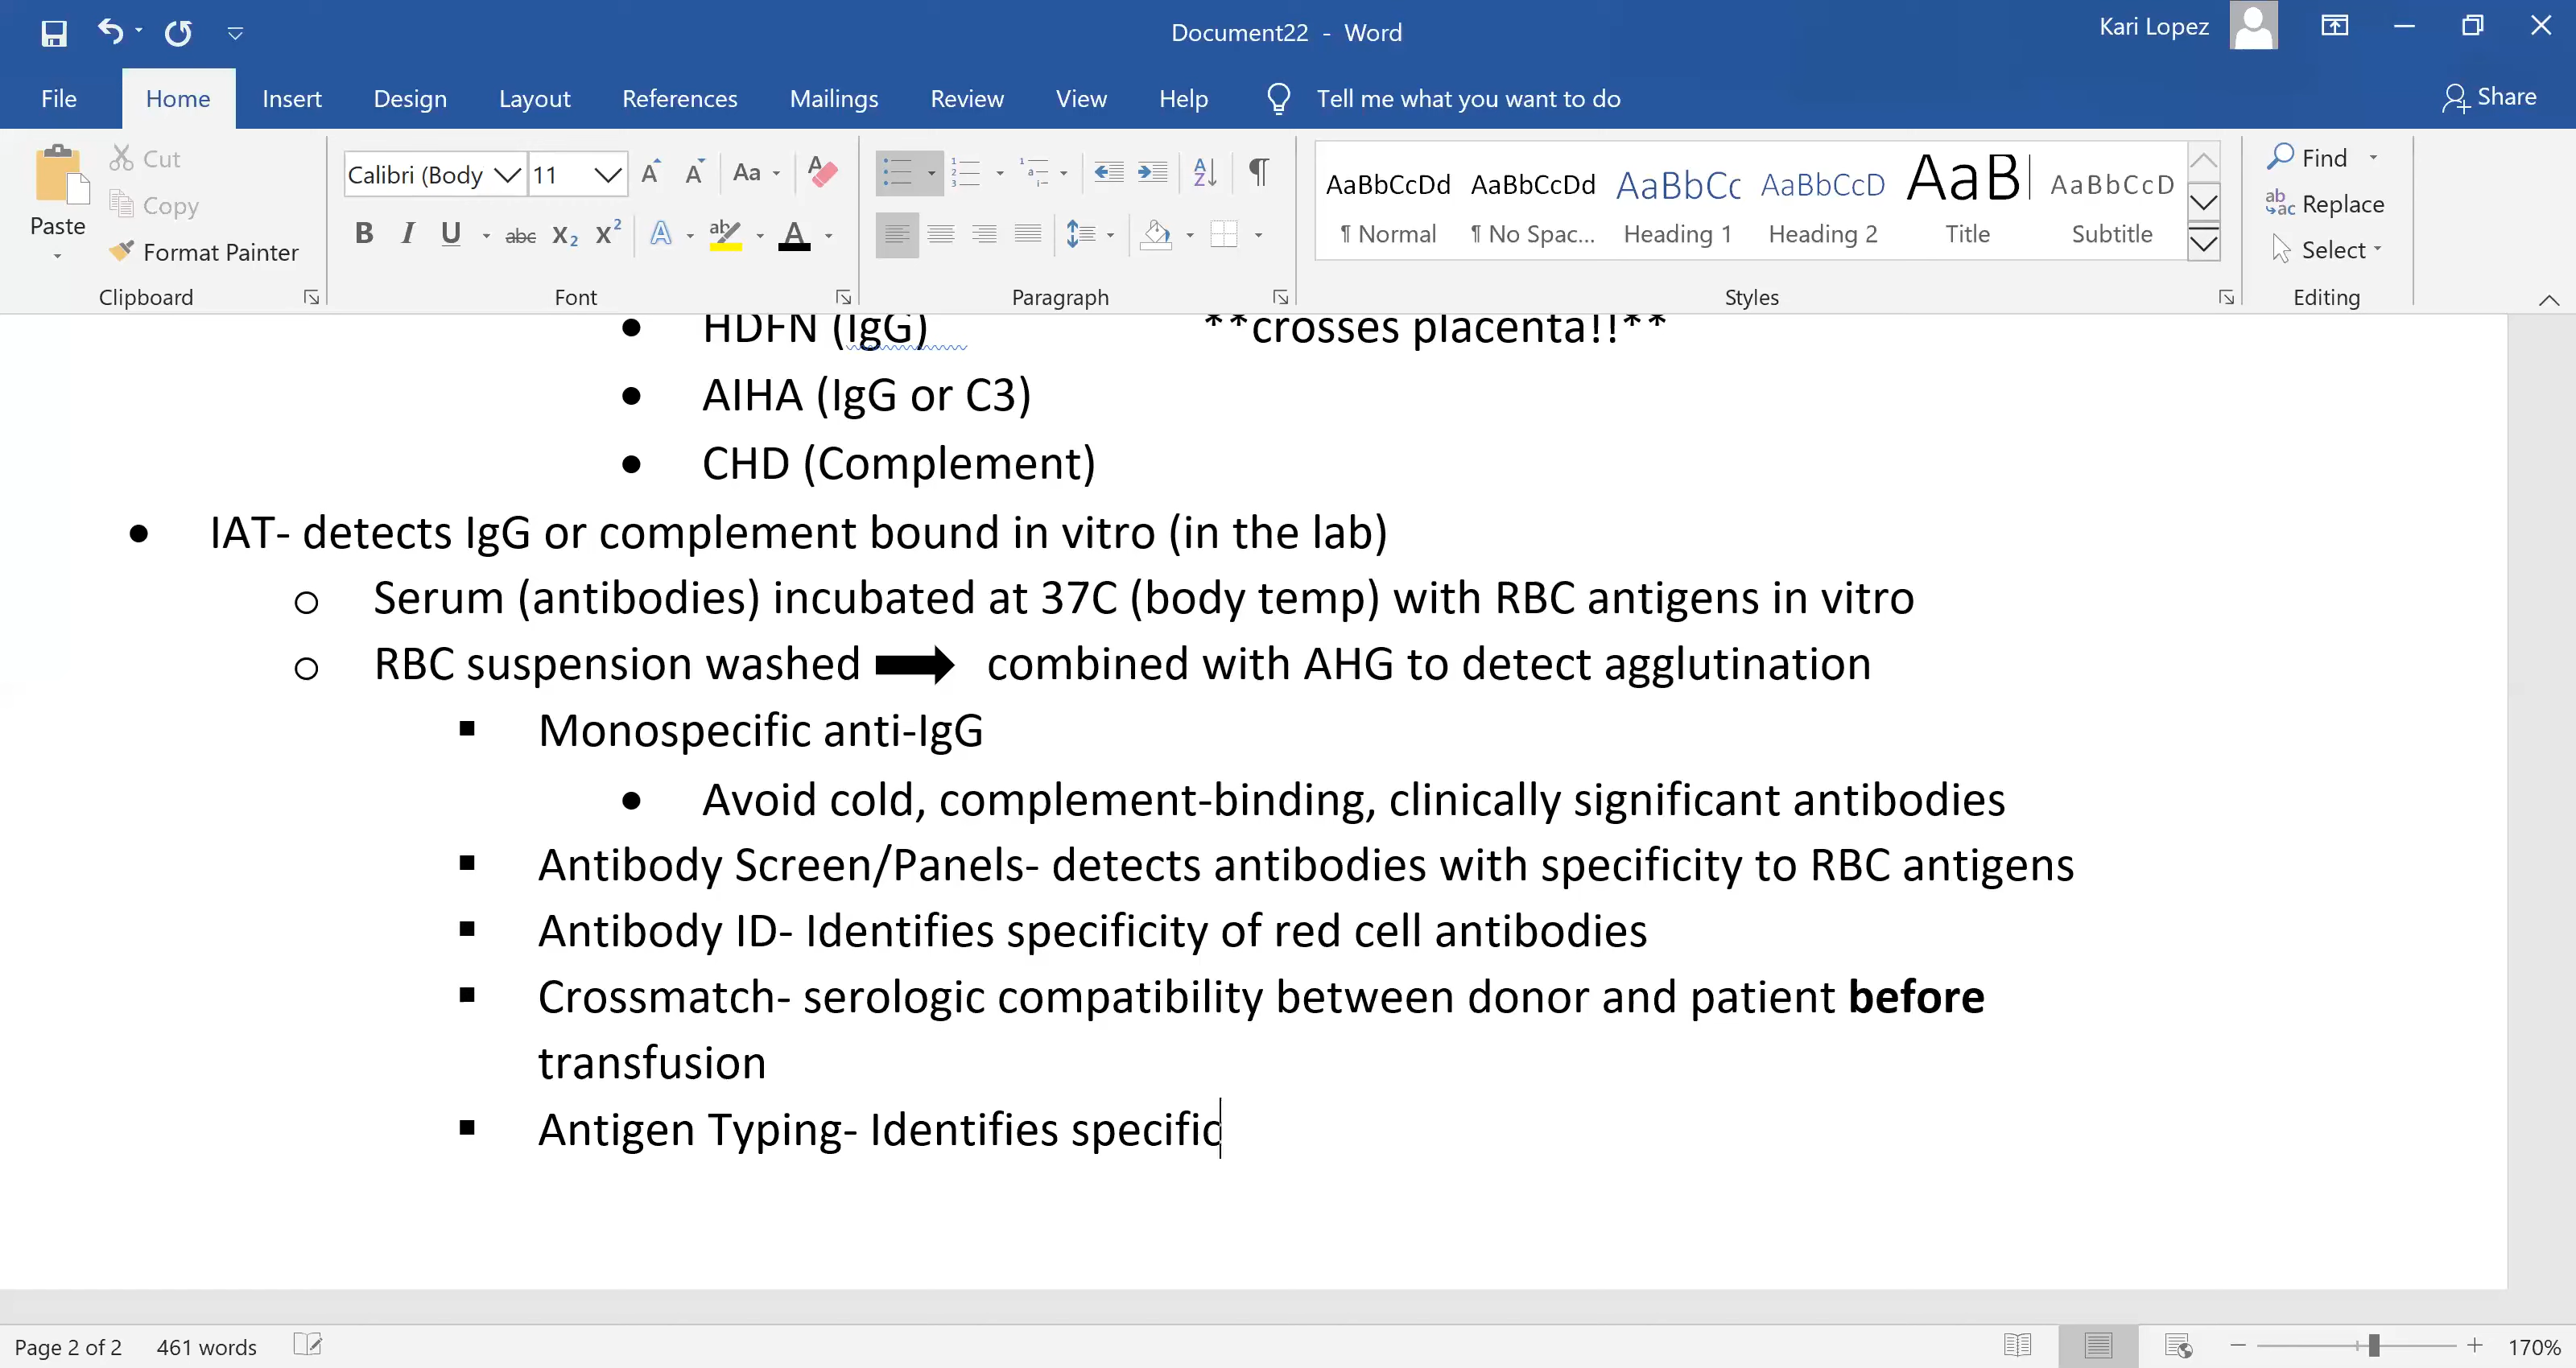 Document22 - Word
Kari Lopez
File Home Insert Design Layout References Mailings Review View Help Tell me what you want to do Share
Paste
Cut
Copy
Format Painter
Clipboard
Calibri (Body 11
Font
Paragraph
AaBbCcDd AaBbCcDd AaBbCc AaBbCcD AaB AaBbCcD
¶ Normal ¶ No Spac... Heading 1 Heading 2 Title Subtitle
Styles
Find
Replace
Select
Editing
• HDFN (IgG) **crosses placenta!!**
• AIHA (IgG or C3)
• CHD (Complement)
• IAT- detects IgG or complement bound in vitro (in the lab)
o Serum (antibodies) incubated at 37C (body temp) with RBC antigens in vitro
o RBC suspension washed ➡ combined with AHG to detect agglutination
▪ Monospecific anti-IgG
• Avoid cold, complement-binding, clinically significant antibodies
▪ Antibody Screen/Panels- detects antibodies with specificity to RBC antigens
▪ Antibody ID- Identifies specificity of red cell antibodies
▪ Crossmatch- serologic compatibility between donor and patient before
transfusion
▪ Antigen Typing- Identifies specific
Page 2 of 2 461 words 170%